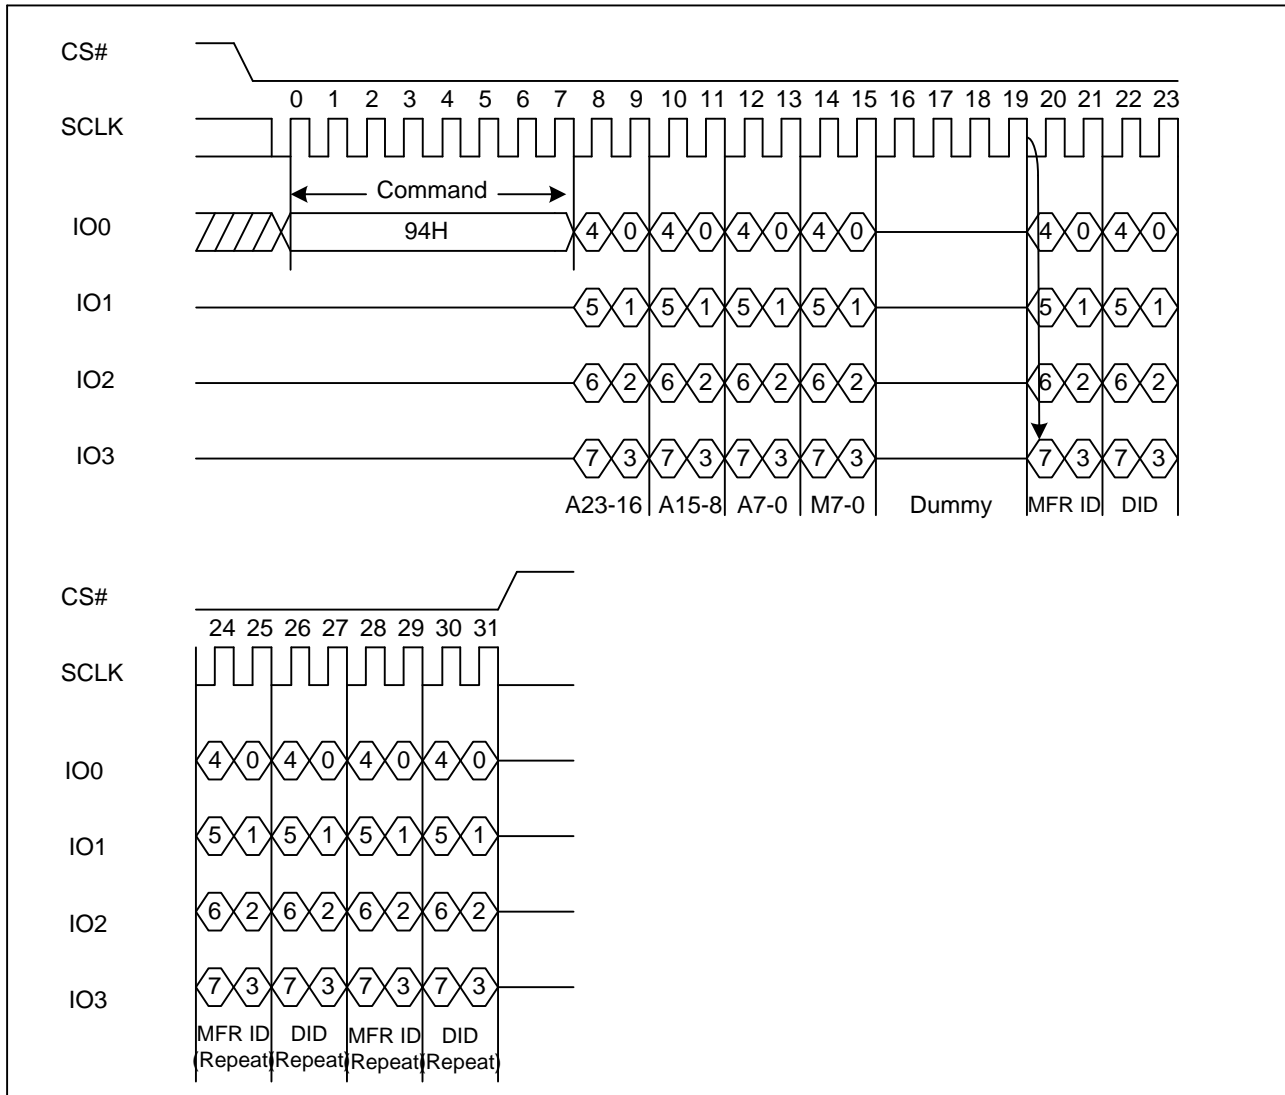 CS#
0 1 2 3 4 5 6 7 8 9 10 11 12 13 14 15 16 17 18 19 20 21 22 23
SCLK
Command
IO0 94H 4 0 4 0 4 0 4 0 4 0 4 0
IO1 5 1 5 1 5 1 5 1 5 1 5 1
IO2 6 2 6 2 6 2 6 2 6 2 6 2
IO3 7 3 7 3 7 3 7 3 7 3 7 3
A23-16 A15-8 A7-0 M7-0 Dummy MFR ID DID
CS#
24 25 26 27 28 29 30 31
SCLK
IO0 4 0 4 0 4 0 4 0
IO1 5 1 5 1 5 1 5 1
IO2 6 2 6 2 6 2 6 2
IO3 7 3 7 3 7 3 7 3
MFR ID DID MFR ID DID
(Repeat) (Repeat) (Repeat) (Repeat)